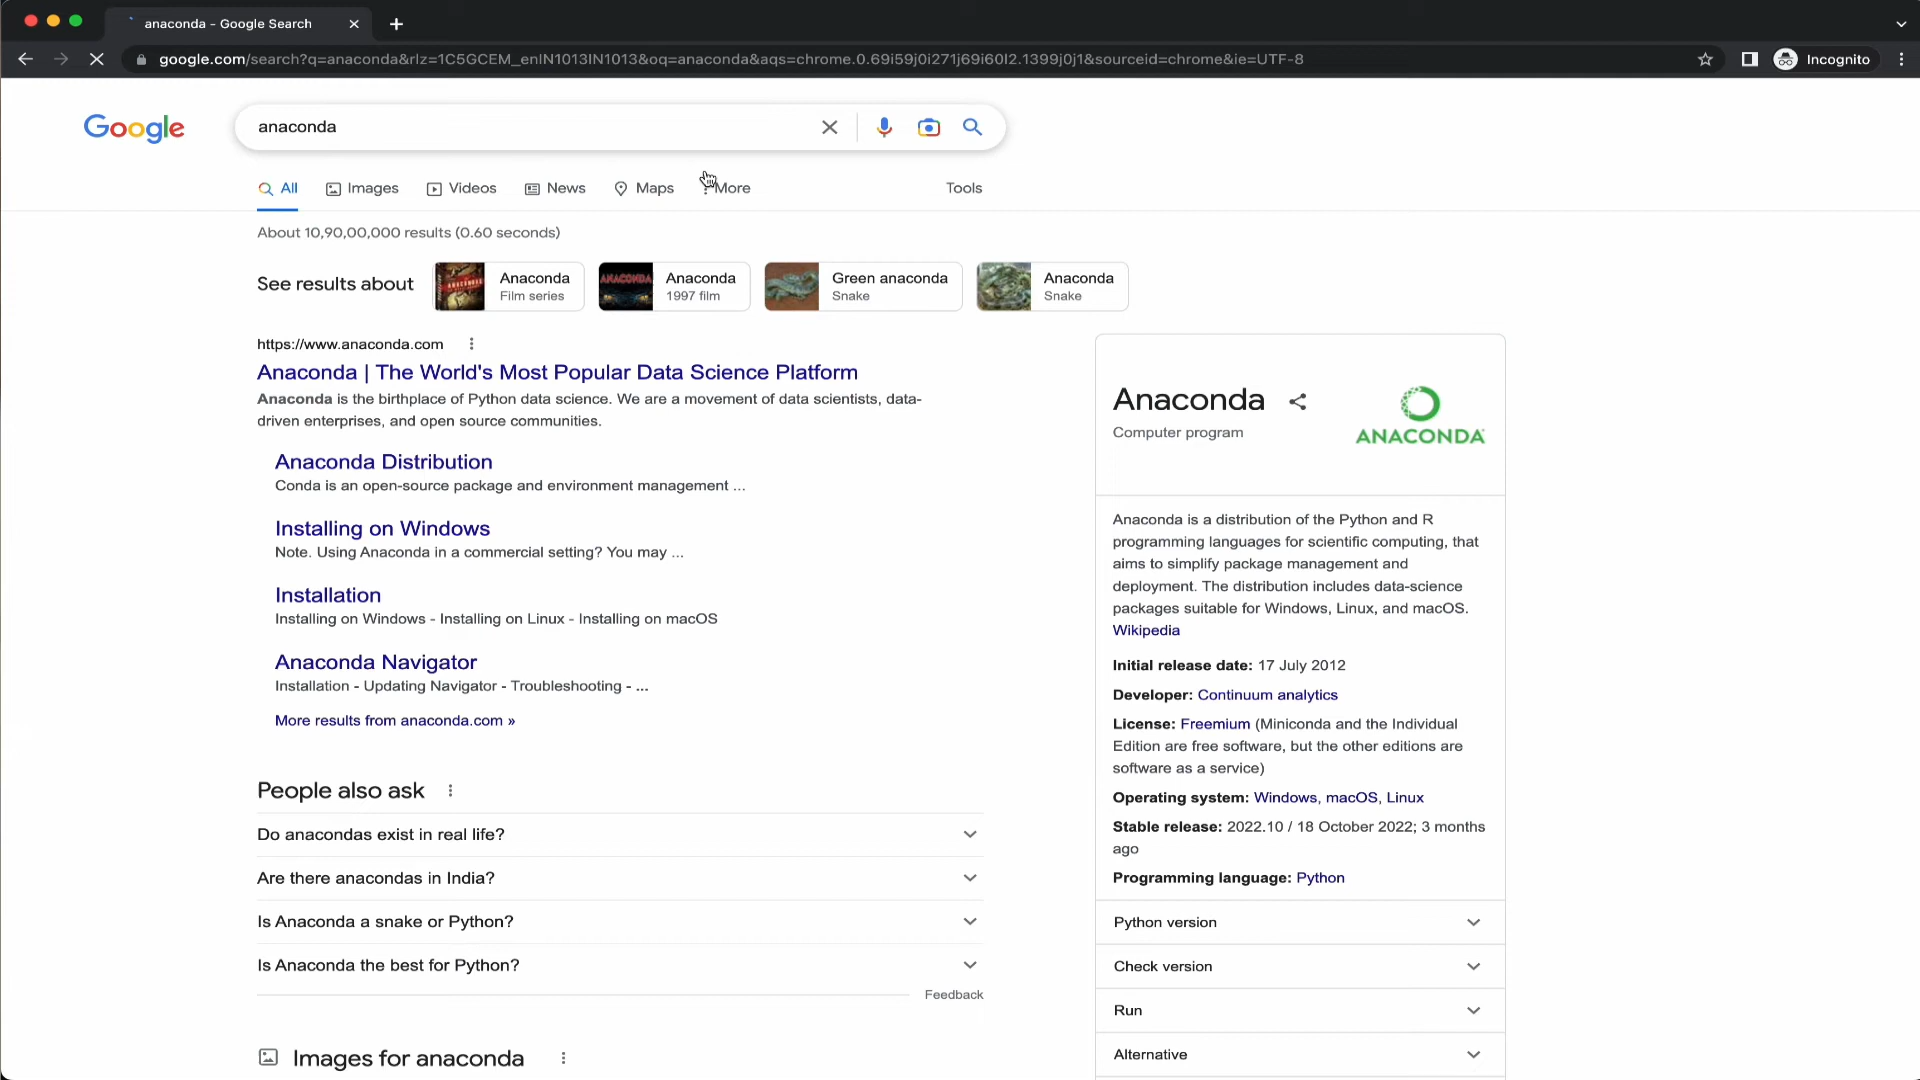 anaconda - Google Search
google.com/search?q=anaconda&rlz=1C5GCEM_enIN1013IN1013&oq=anaconda&aqs=chrome.0.69i59j0i271j69i60l2.1399j0j1&sourceid=chrome&ie=UTF-8
Incognito
Google
anaconda
All
Images
Videos
News
Maps
More
Tools
About 10,90,00,000 results (0.60 seconds)
See results about
Anaconda
Film series
ANACONDA
Anaconda
1997 film
Green anaconda
Snake
Anaconda
Snake
https://www.anaconda.com
Anaconda | The World's Most Popular Data Science Platform
Anaconda is the birthplace of Python data science. We are a movement of data scientists, data-
driven enterprises, and open source communities.
Anaconda Distribution
Conda is an open-source package and environment management ...
Installing on Windows
Note. Using Anaconda in a commercial setting? You may ...
Installation
Installing on Windows - Installing on Linux - Installing on macOS
Anaconda Navigator
Installation - Updating Navigator - Troubleshooting - ...
More results from anaconda.com »
People also ask
Do anacondas exist in real life?
Are there anacondas in India?
Is Anaconda a snake or Python?
Is Anaconda the best for Python?
Feedback
Images for anaconda
Anaconda
Computer program
ANACONDA
Anaconda is a distribution of the Python and R
programming languages for scientific computing, that
aims to simplify package management and
deployment. The distribution includes data-science
packages suitable for Windows, Linux, and macOS.
Wikipedia
Initial release date: 17 July 2012
Developer: Continuum analytics
License: Freemium (Miniconda and the Individual
Edition are free software, but the other editions are
software as a service)
Operating system: Windows, macOS, Linux
Stable release: 2022.10 / 18 October 2022; 3 months
ago
Programming language: Python
Python version
Check version
Run
Alternative